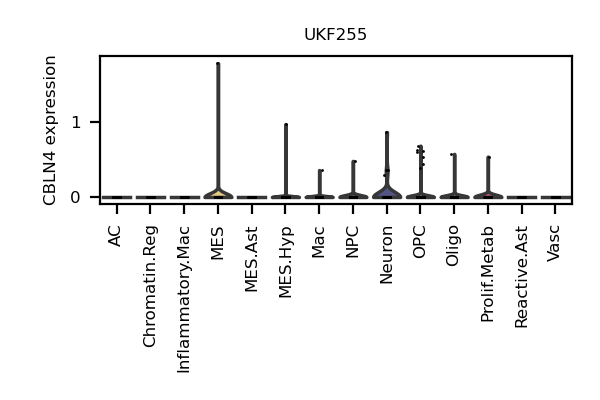 UKF255
CBLN4 expression
1
0
AC
Chromatin.Reg
Inflammatory.Mac
MES
MES.Ast
MES.Hyp
Mac
NPC
Neuron
OPC
Oligo
Prolif.Metab
Reactive.Ast
Vasc